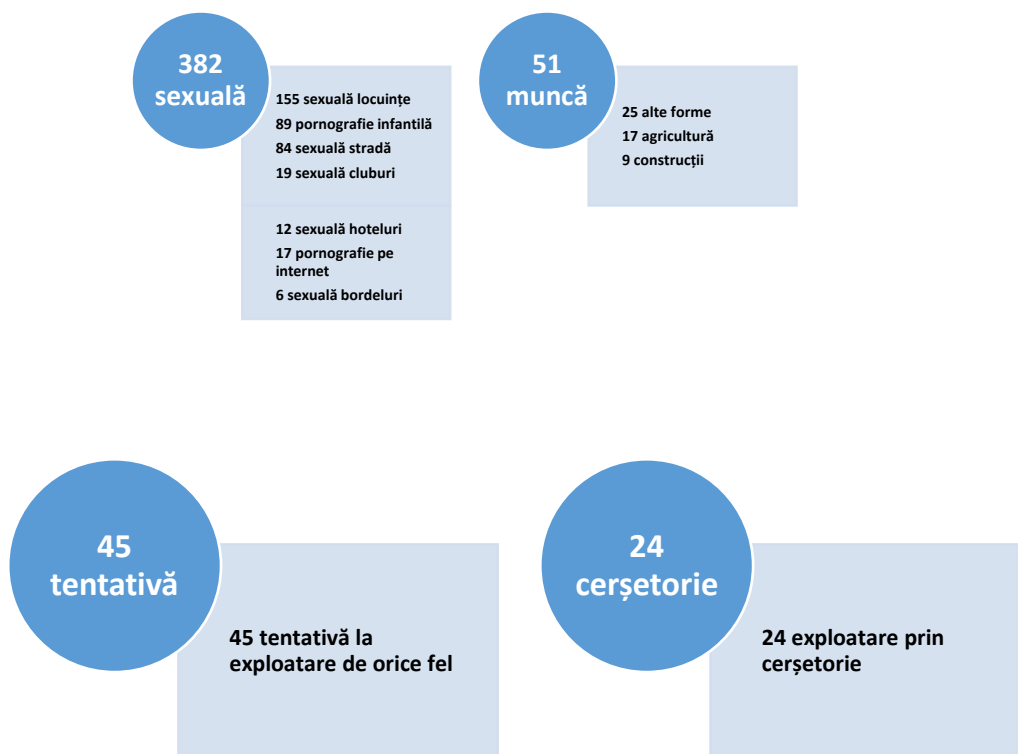 382
sexuală
155 sexuală locuințe
89 pornografie infantilă
84 sexuală stradă
19 sexuală cluburi
12 sexuală hoteluri
17 pornografie pe
internet
6 sexuală bordeluri
51
muncă
25 alte forme
17 agricultură
9 construcții
45
tentativă
45 tentativă la
exploatare de orice fel
24
cerșetorie
24 exploatare prin
cerșetorie